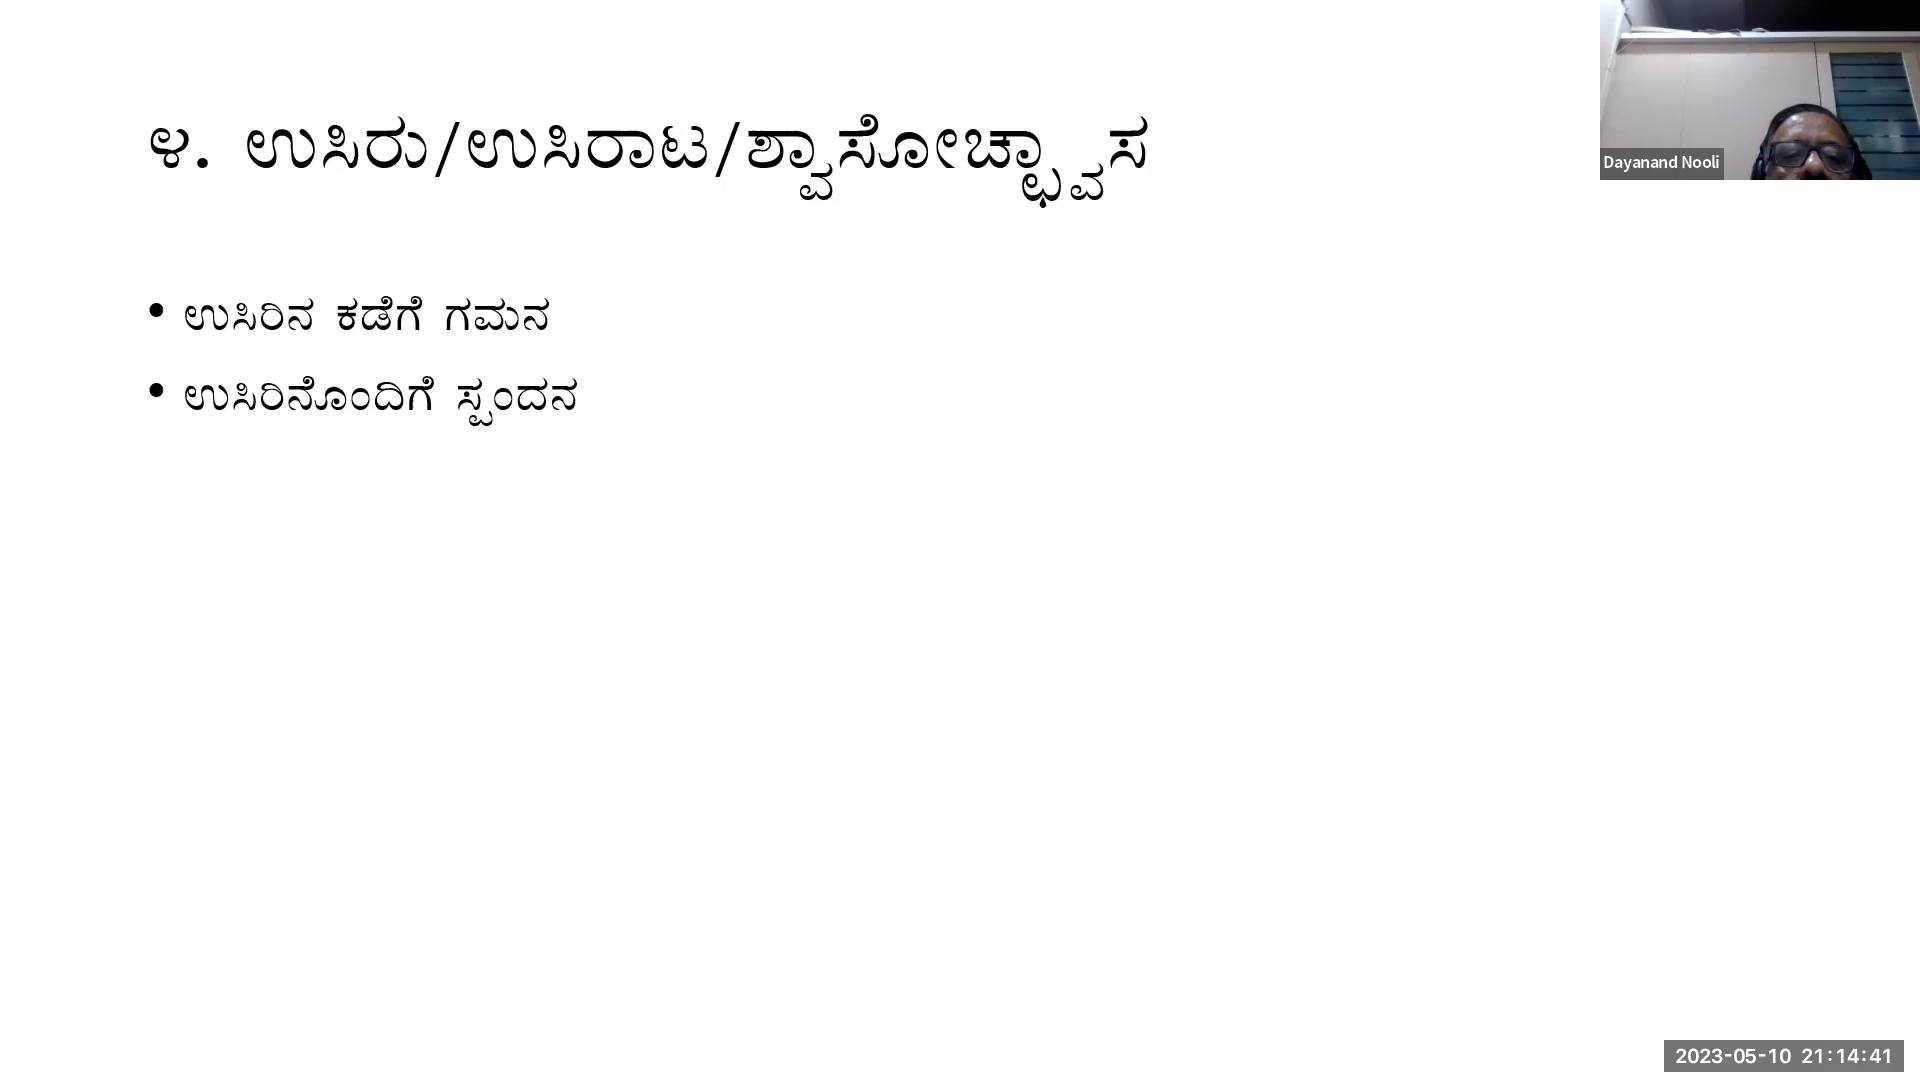 ೪. ಉಸಿರು/ಉಸಿರಾಟ/ಶ್ವಾಸೋಚ್ಛ್ವಾಸ
• ಉಸಿರಿನ ಕಡೆಗೆ ಗಮನ
• ಉಸಿರಿನೊಂದಿಗೆ ಸ್ಪಂದನ
Dayanand Nooli
2023-05-10 21:14:41